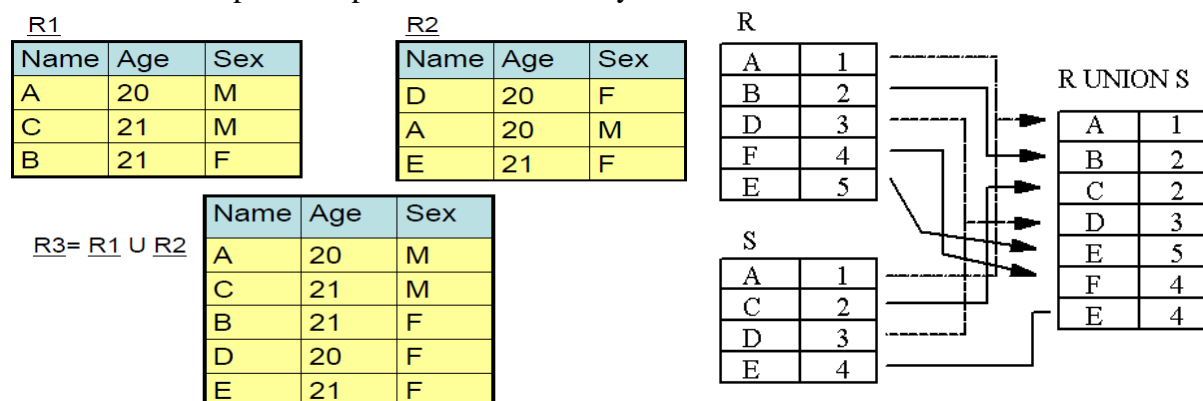 R1
Name Age Sex
A 20 M
C 21 M
B 21 F
R2
Name Age Sex
D 20 F
A 20 M
E 21 F
R3= R1 U R2
Name Age Sex
A 20 M
C 21 M
B 21 F
D 20 F
E 21 F
R
A 1
B 2
D 3
F 4
E 5
S
A 1
C 2
D 3
E 4
R UNION S
A 1
B 2
C 2
D 3
E 5
F 4
E 4